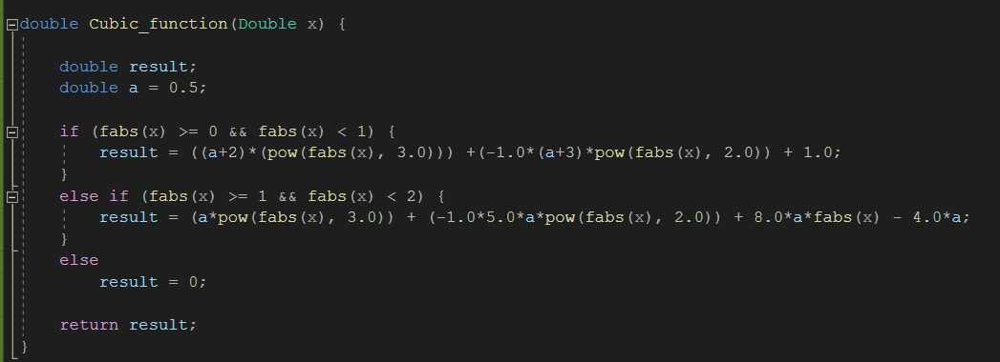 double Cubic_function(Double x) {
double result;
double a = 0.5;
if (fabs(x) >= 0 && fabs(x) < 1) {
result = ((a+2)*(pow(fabs(x), 3.0))) +(-1.0*(a+3)*pow(fabs(x), 2.0)) + 1.0;
}
else if (fabs(x) >= 1 && fabs(x) < 2) {
result = (a*pow(fabs(x), 3.0)) + (-1.0*5.0*a*pow(fabs(x), 2.0)) + 8.0*a*fabs(x) - 4.0*a;
}
else
result = 0;
return result;
}